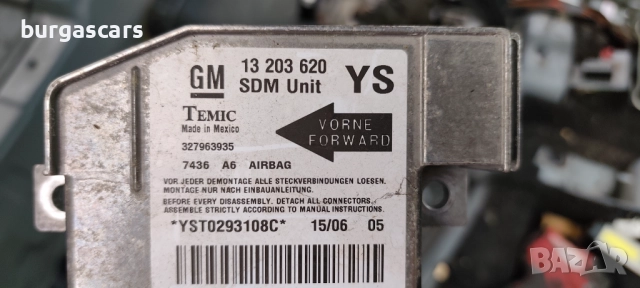 burgascars
GM 13 203 620 YS
SDM Unit
TEMIC
Made in Mexico
VORNE
FORWARD
327963935
7436 A6 AIRBAG
VOR JEDER DEMONTAGE ALLE STECKVERBINDUNGEN LOESEN.
MONTAGE NUR NACH EINBAUANLEITUNG.
BEFORE EVERY DISASSEMBLY. DETACH ALL CONNECTORS.
ASSEMBLE STRICTLY ACCORDING TO MANUAL INSTRUCTIONS.
*YST0293108C* 15/06 05
BAZAR